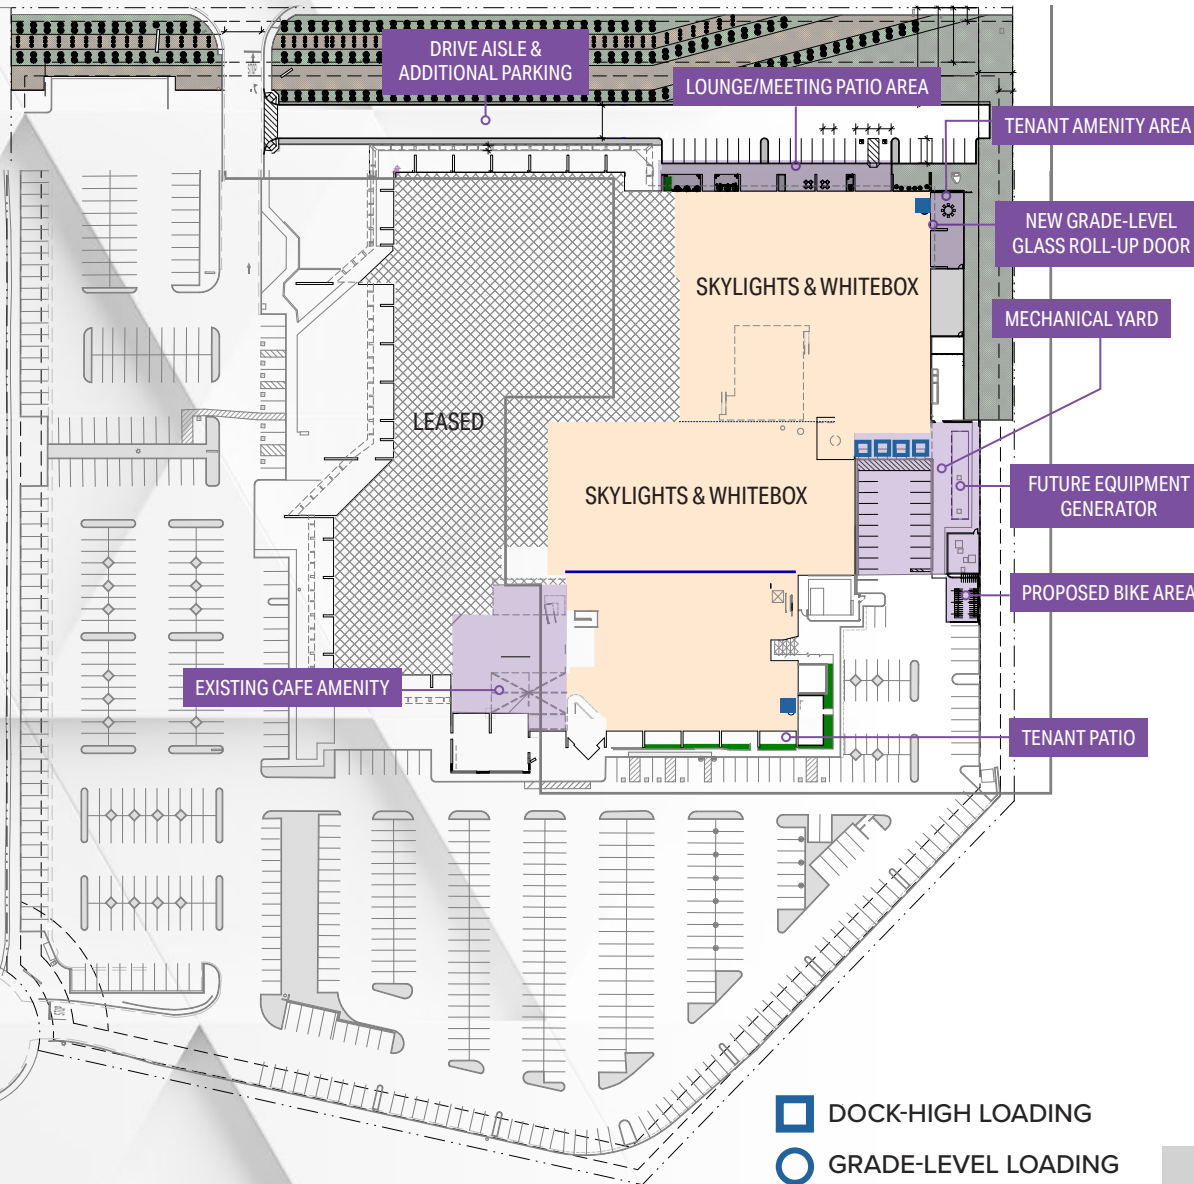 DRIVE AISLE &
ADDITIONAL PARKING
LOUNGE/MEETING PATIO AREA
TENANT AMENITY AREA
NEW GRADE-LEVEL
GLASS ROLL-UP DOOR
SKYLIGHTS & WHITEBOX
MECHANICAL YARD
LEASED
SKYLIGHTS & WHITEBOX
FUTURE EQUIPMENT
GENERATOR
PROPOSED BIKE AREA
EXISTING CAFE AMENITY
TENANT PATIO
DOCK-HIGH LOADING
GRADE-LEVEL LOADING